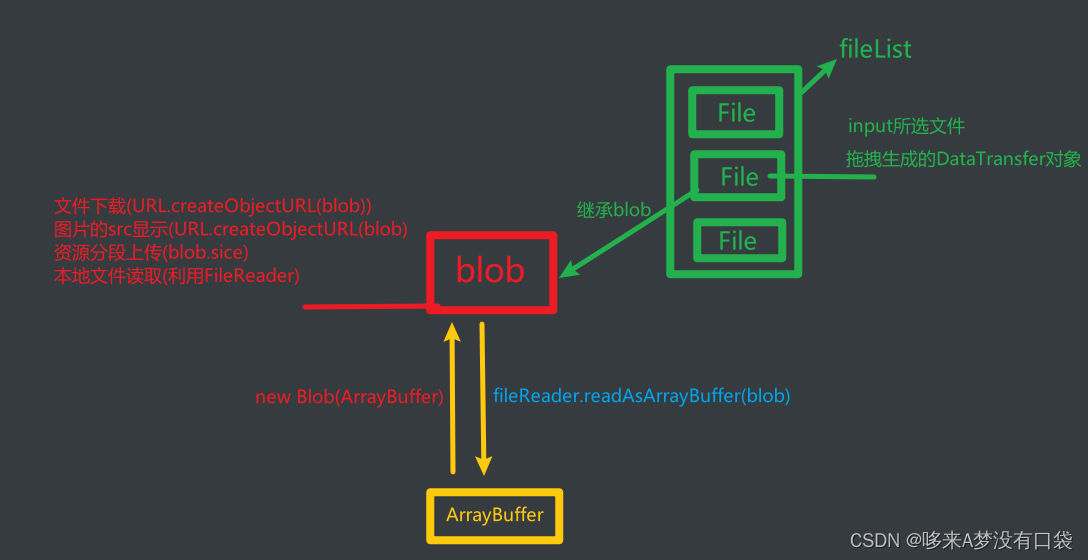 fileList
File
input所选文件
File
拖拽生成的DataTransfer对象
继承blob
File
文件下载(URL.createObjectURL(blob))
图片的src显示(URL.createObjectURL(blob)
资源分段上传(blob.sice)
本地文件读取(利用FileReader)
blob
new Blob(ArrayBuffer)
fileReader.readAsArrayBuffer(blob)
ArrayBuffer
CSDN @哆来A梦没有口袋